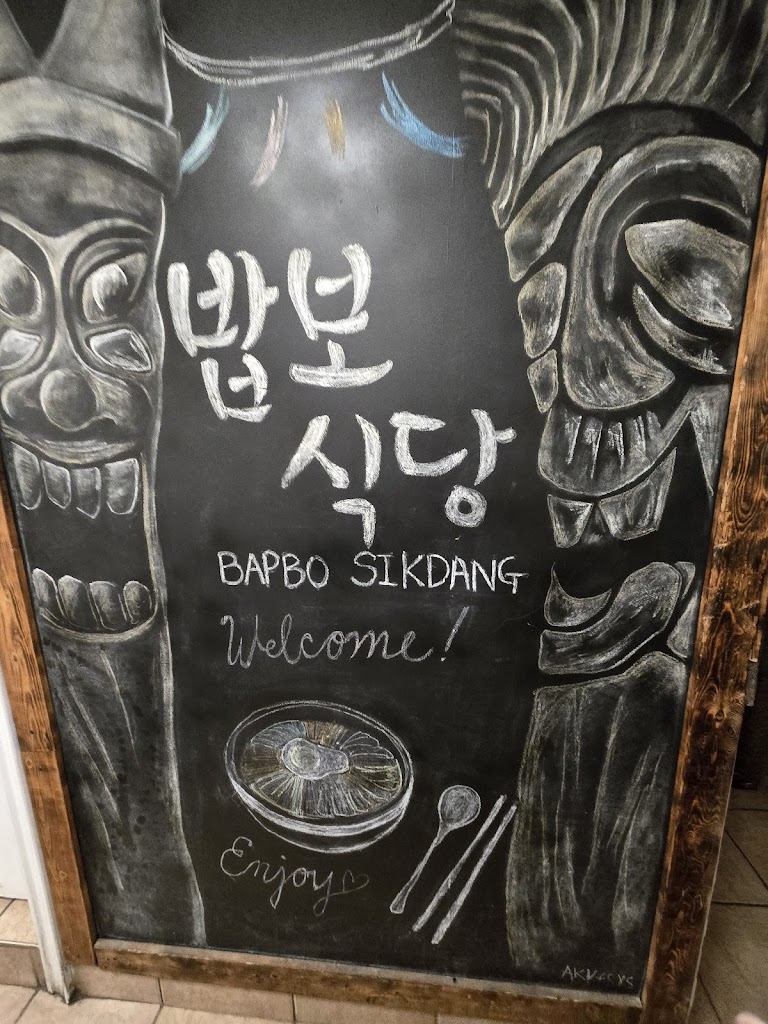 밥보
식당
BAPBO SIKDANG
Welcome!
Enjoy♡